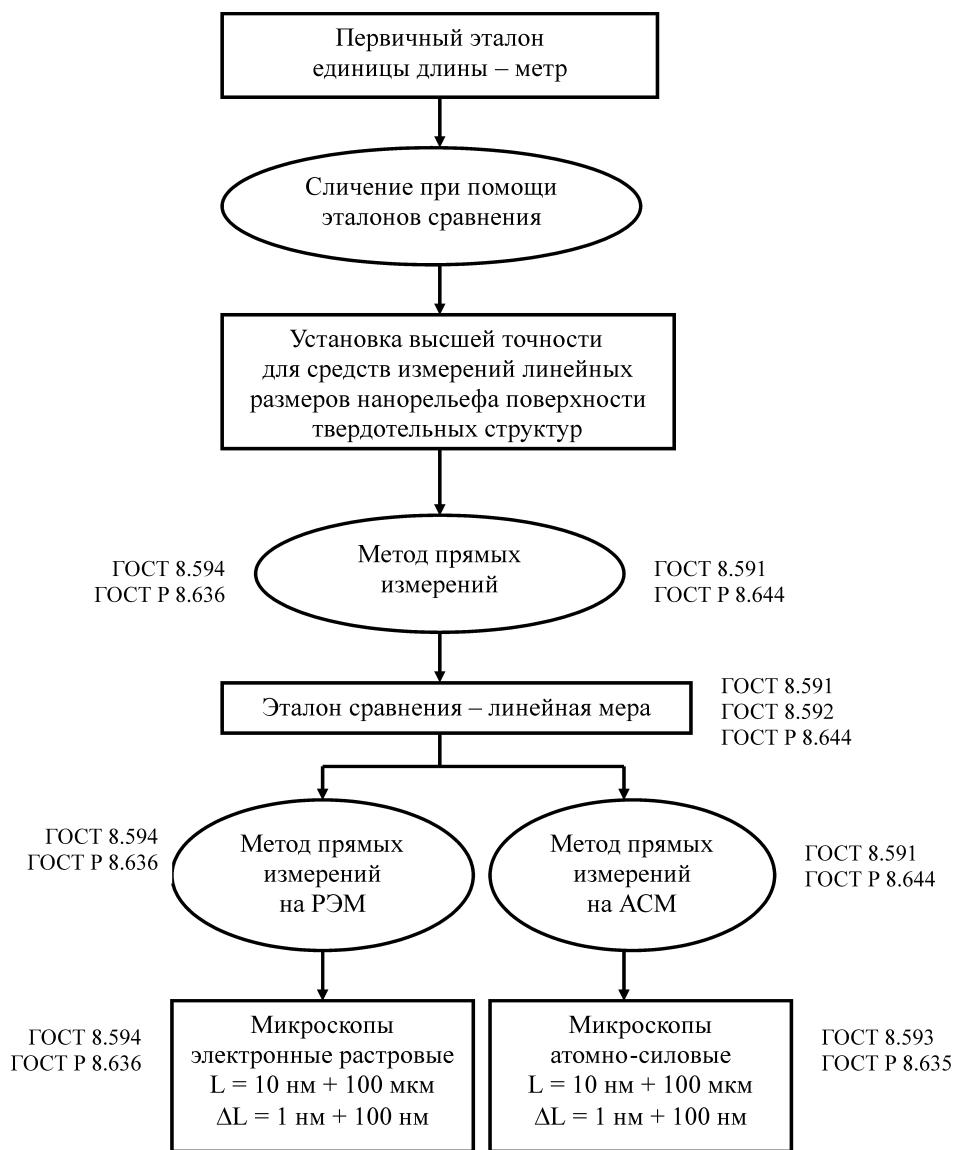 Первичный эталон
единицы длины – метр
Сличение при помощи
эталонов сравнения
Установка высшей точности
для средств измерений линейных
размеров нанорельефа поверхности
твердотельных структур
ГОСТ 8.594
ГОСТ Р 8.636
Метод прямых
измерений
ГОСТ 8.591
ГОСТ Р 8.644
Эталон сравнения – линейная мера
ГОСТ 8.591
ГОСТ 8.592
ГОСТ Р 8.644
ГОСТ 8.594
ГОСТ Р 8.636
Метод прямых
измерений
на РЭМ
Метод прямых
измерений
на АСМ
ГОСТ 8.591
ГОСТ Р 8.644
ГОСТ 8.594
ГОСТ Р 8.636
Микроскопы
электронные растровые
L = 10 нм + 100 мкм
ΔL = 1 нм + 100 нm
Микроскопы
атомно-силовые
L = 10 нм + 100 мкм
ΔL = 1 нм + 100 нm
ГОСТ 8.593
ГОСТ Р 8.635